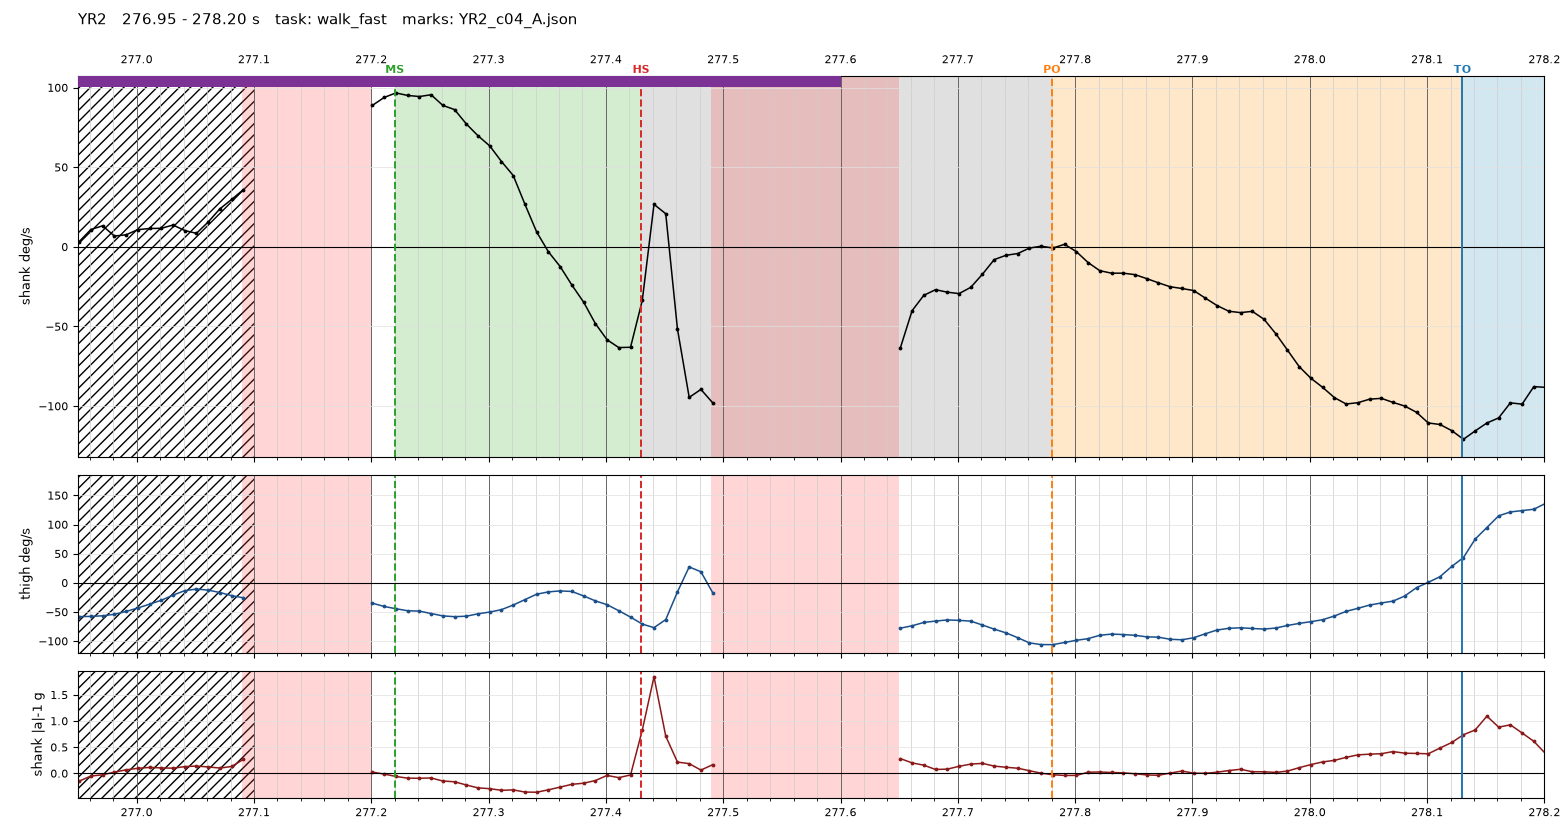 YR2   276.95 - 278.20 s   task: walk_fast   marks: YR2_c04_A.json
277.0 277.1 277.2 277.3 277.4 277.5 277.6 277.7 277.8 277.9 278.0 278.1 278.2
MS HS PO TO
shank deg/s
100
50
0
−50
−100
thigh deg/s
150
100
50
0
−50
−100
shank |a|-1 g
1.5
1.0
0.5
0.0
277.0 277.1 277.2 277.3 277.4 277.5 277.6 277.7 277.8 277.9 278.0 278.1 278.2